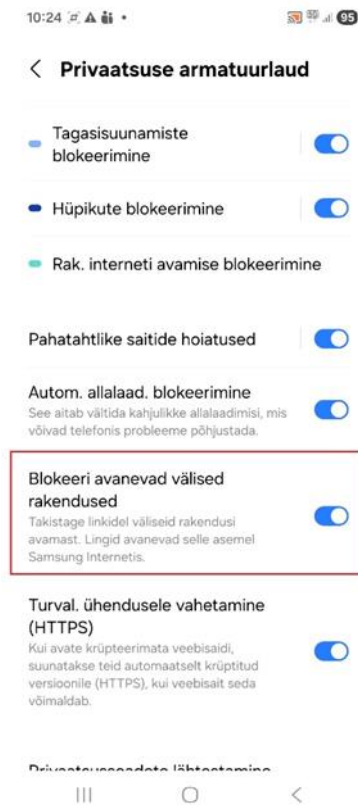 10:24
95
Privaatsuse armatuurlaud
Tagasisuunamiste
blokeerimine
Hüpikute blokeerimine
Rak. interneti avamise blokeerimine
Pahatahtlike saitide hoiatused
Autom. allalaad. blokeerimine
See aitab vältida kahjulikke allalaadimisi, mis
võivad telefonis probleeme põhjustada.
Blokeeri avanevad välised
rakendused
Takistage linkidel väliseid rakendusi
avamast. Lingid avanevad selle asemel
Samsung Internetis.
Turval. ühendusele vahetamine
(HTTPS)
Kui avate krüpteerimata veebisaidi,
suunatakse teid automaatselt krüptitud
versioonile (HTTPS), kui veebisait seda
võimaldab.
Privaatsusseadete lähtestamine